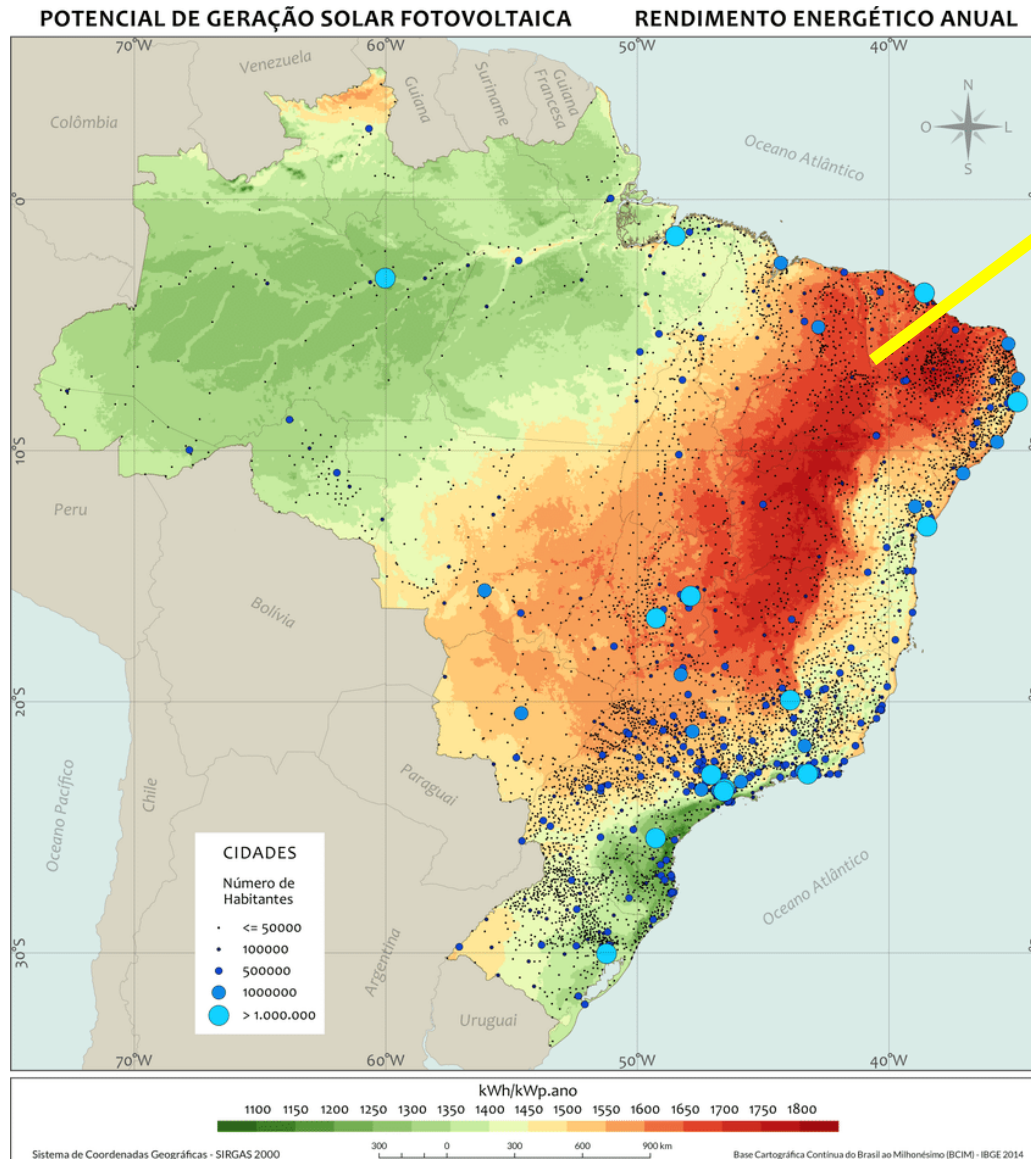 POTENCIAL DE GERAÇÃO SOLAR FOTOVOLTAICA RENDIMENTO ENERGÉTICO ANUAL
70°W 60°W 50°W 40°W
Venezuela
Guiana
Suriname
Guiana
Francesa
Colômbia
N
O L
S
Oceano Atlântico
0°
10°S
Peru
Bolívia
20°S
Paraguai
Oceano Pacífico
Chile
Oceano Atlântico
CIDADES
Número de
Habitantes
<= 50000
100000
500000
1000000
> 1.000.000
Argentina
30°S
Uruguai
70°W 60°W 50°W 40°W
kWh/kWp.ano
1100 1150 1200 1250 1300 1350 1400 1450 1500 1550 1600 1650 1700 1750 1800
300 0 300 600 900 km
Sistema de Coordenadas Geográficas - SIRGAS 2000
Base Cartográfica Contínua do Brasil ao Milhonésimo (BCIM) - IBGE 2014